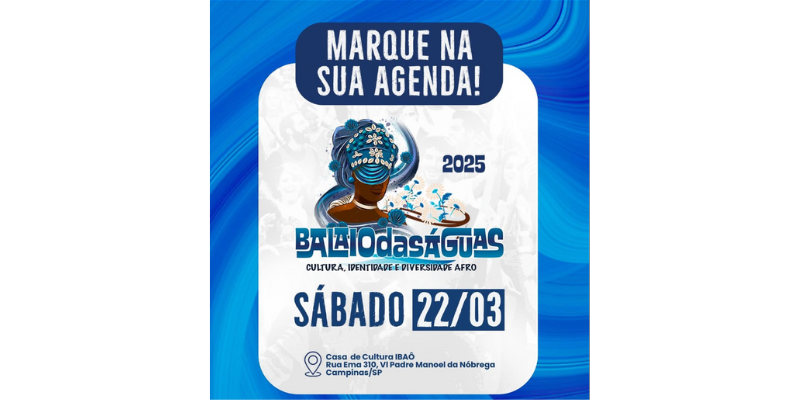 MARQUE NA
SUA AGENDA!
2025
BALAIOdaSÁGUAS
CULTURA, IDENTIDADE E DIVERSIDADE AFRO
SÁBADO 22/03
Casa de Cultura IBAÔ
Rua Ema 310, Vl Padre Manoel da Nóbrega
Campinas/SP